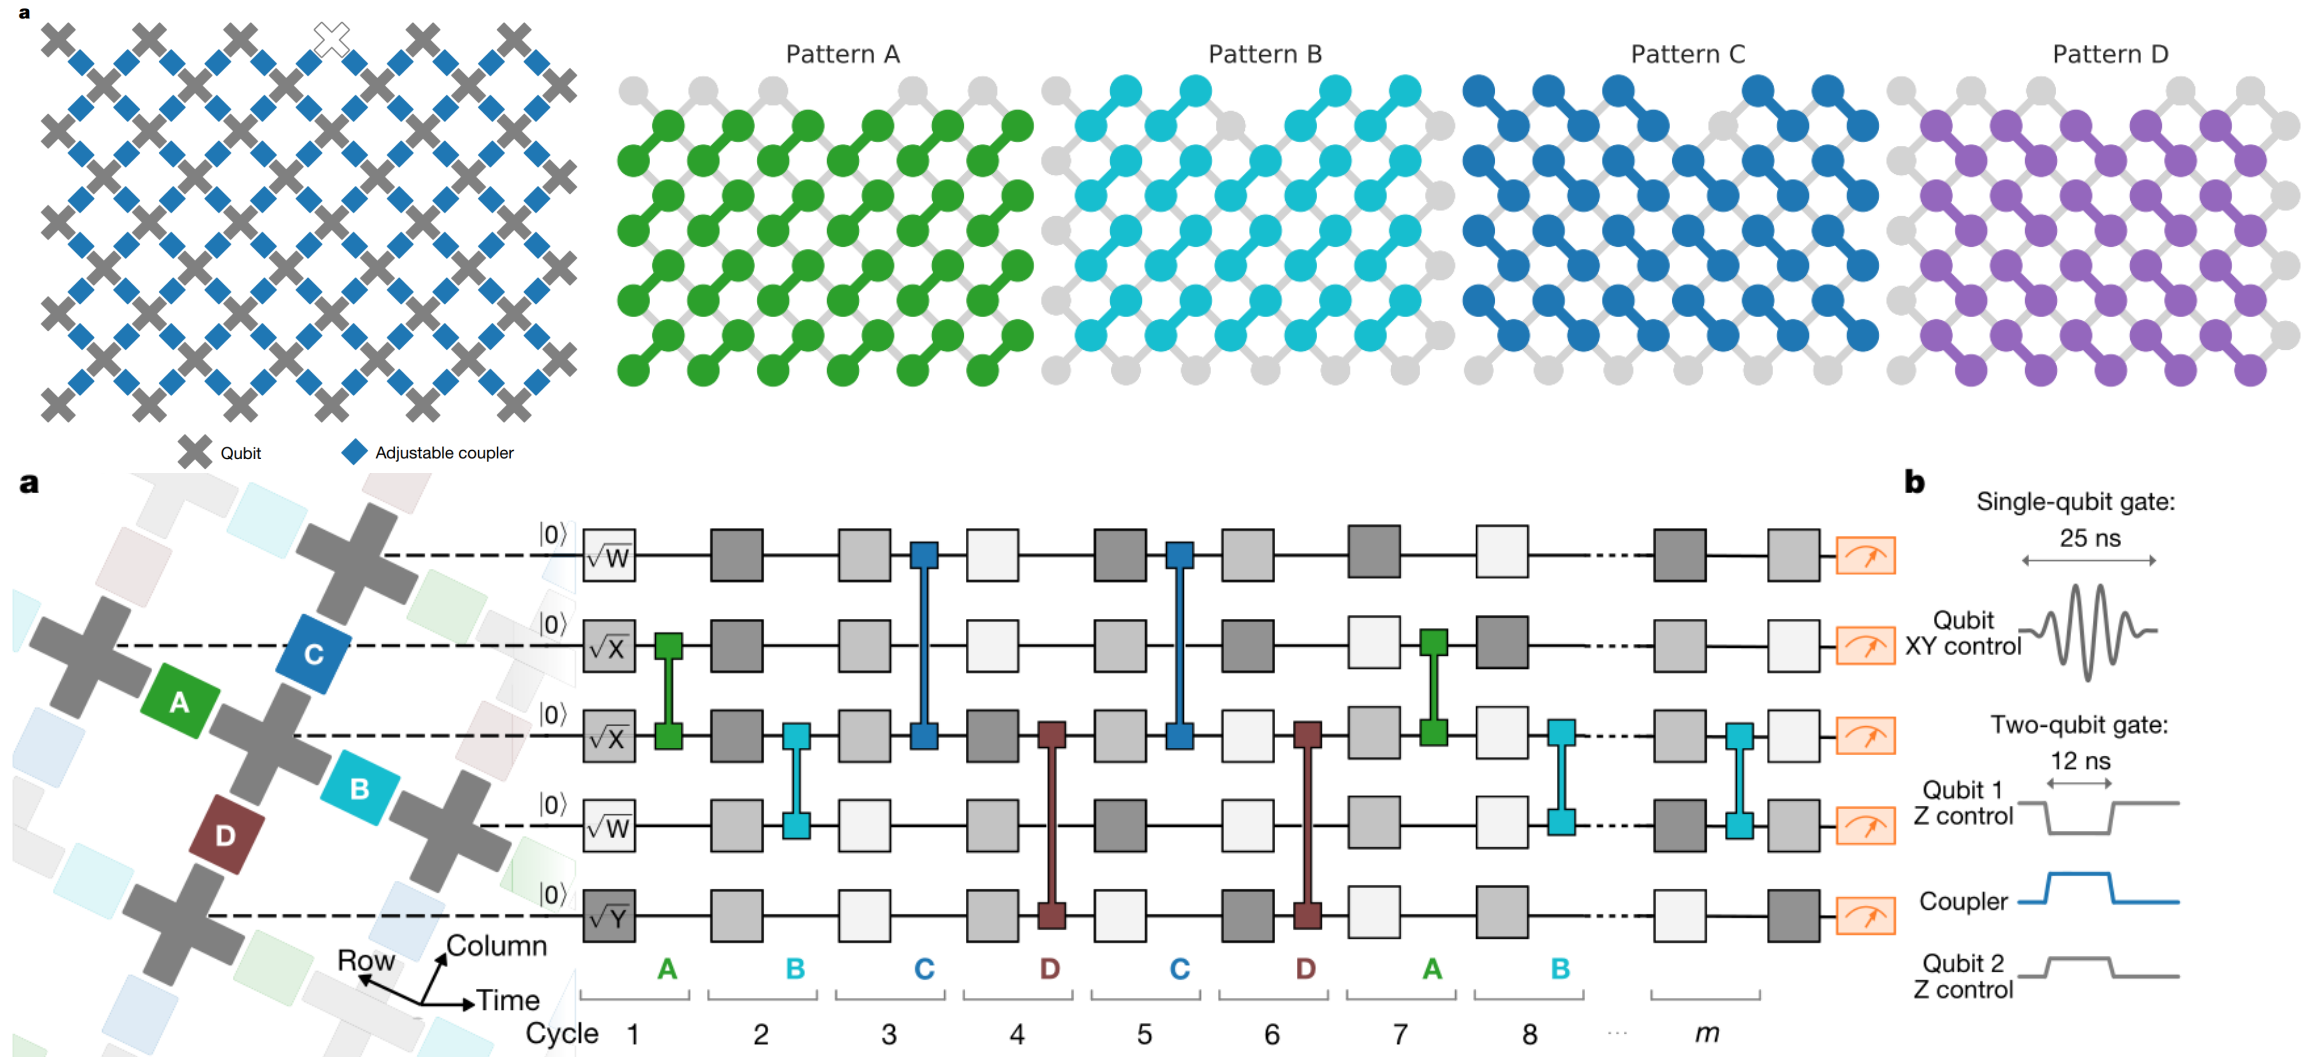 a
Pattern A
Pattern B
Pattern C
Pattern D
Qubit
Adjustable coupler
a
C
A
B
D
Row
Column
Time
|0⟩
√W
|0⟩
√X
|0⟩
√X
|0⟩
√W
|0⟩
√Y
A B C D C D A B
Cycle 1 2 3 4 5 6 7 8 ... m
b
Single-qubit gate:
25 ns
Qubit
XY control
Two-qubit gate:
12 ns
Qubit 1
Z control
Coupler
Qubit 2
Z control